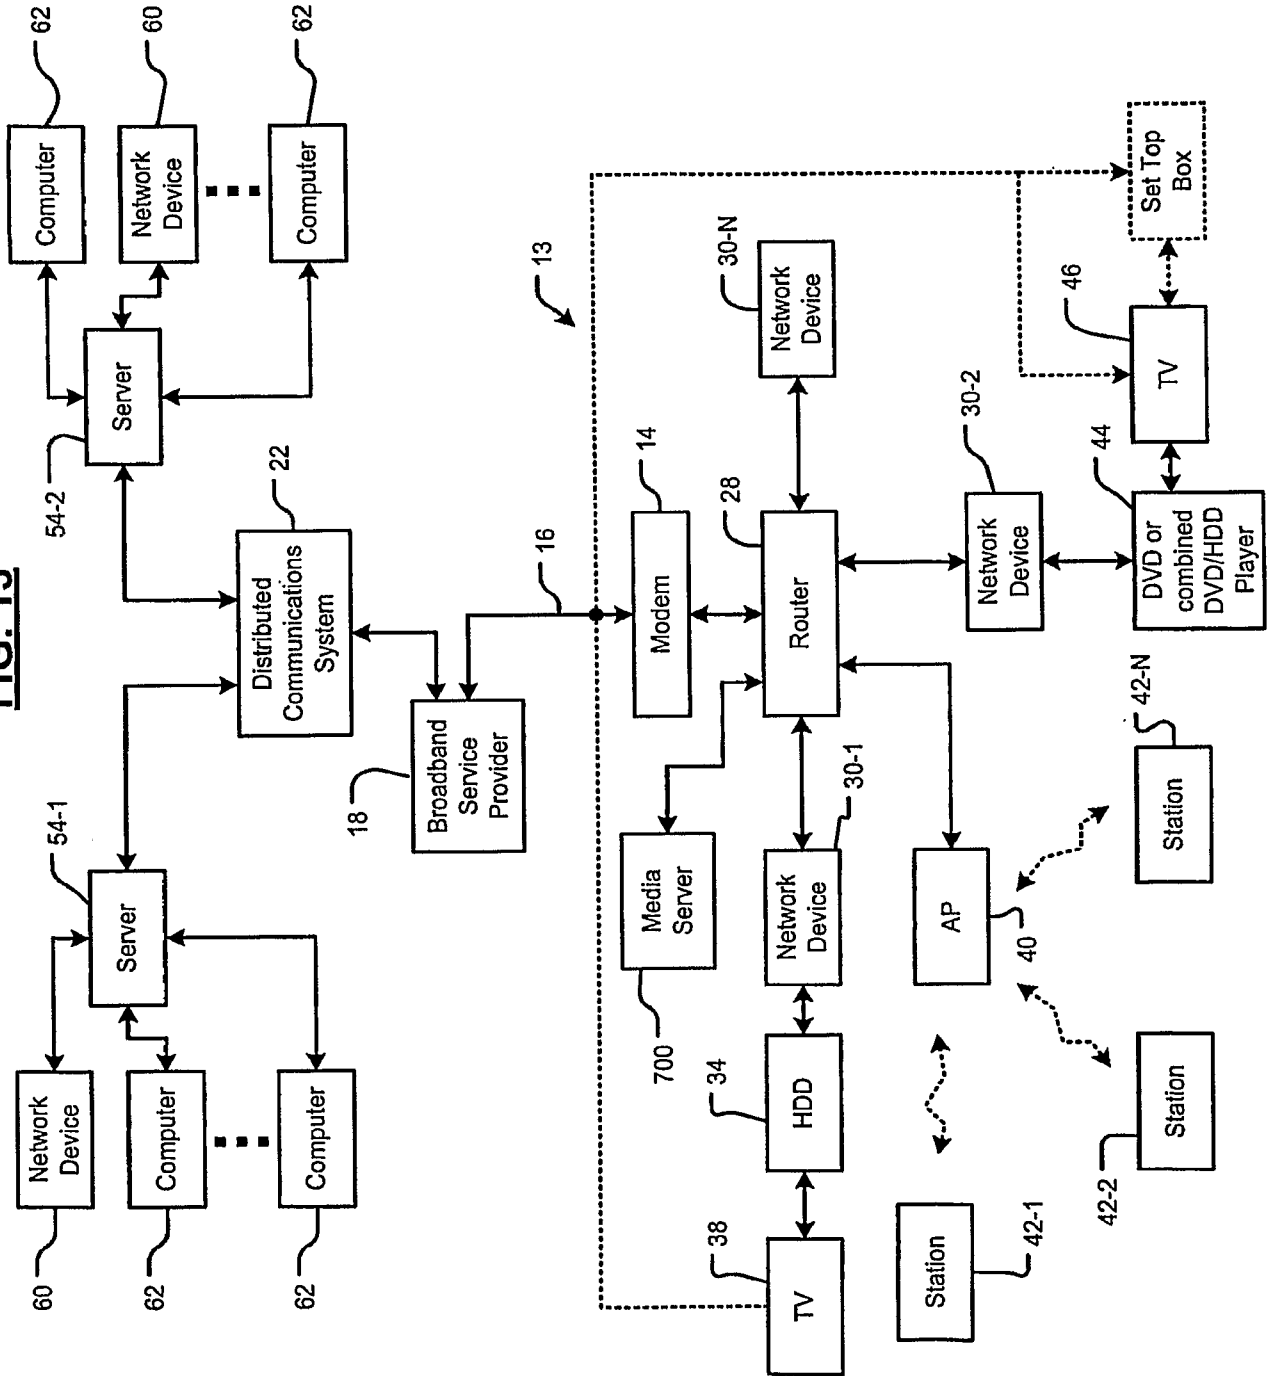 FIG.
60
Network
Device
62
Computer
62
Computer
54-1
Server
54-2
Server
62
Computer
60
Network
Device
62
Computer
22
Distributed
Communications
System
18
Broadband
Service
Provider
16
13
14
Modem
700
Media
Server
28
Router
30-N
Network
Device
38
TV
34
HDD
30-1
Network
Device
30-2
Network
Device
AP
40
Station
42-1
42-2
Station
42-N
Station
44
DVD or
combined
DVD/HDD
Player
46
TV
Set Top
Box